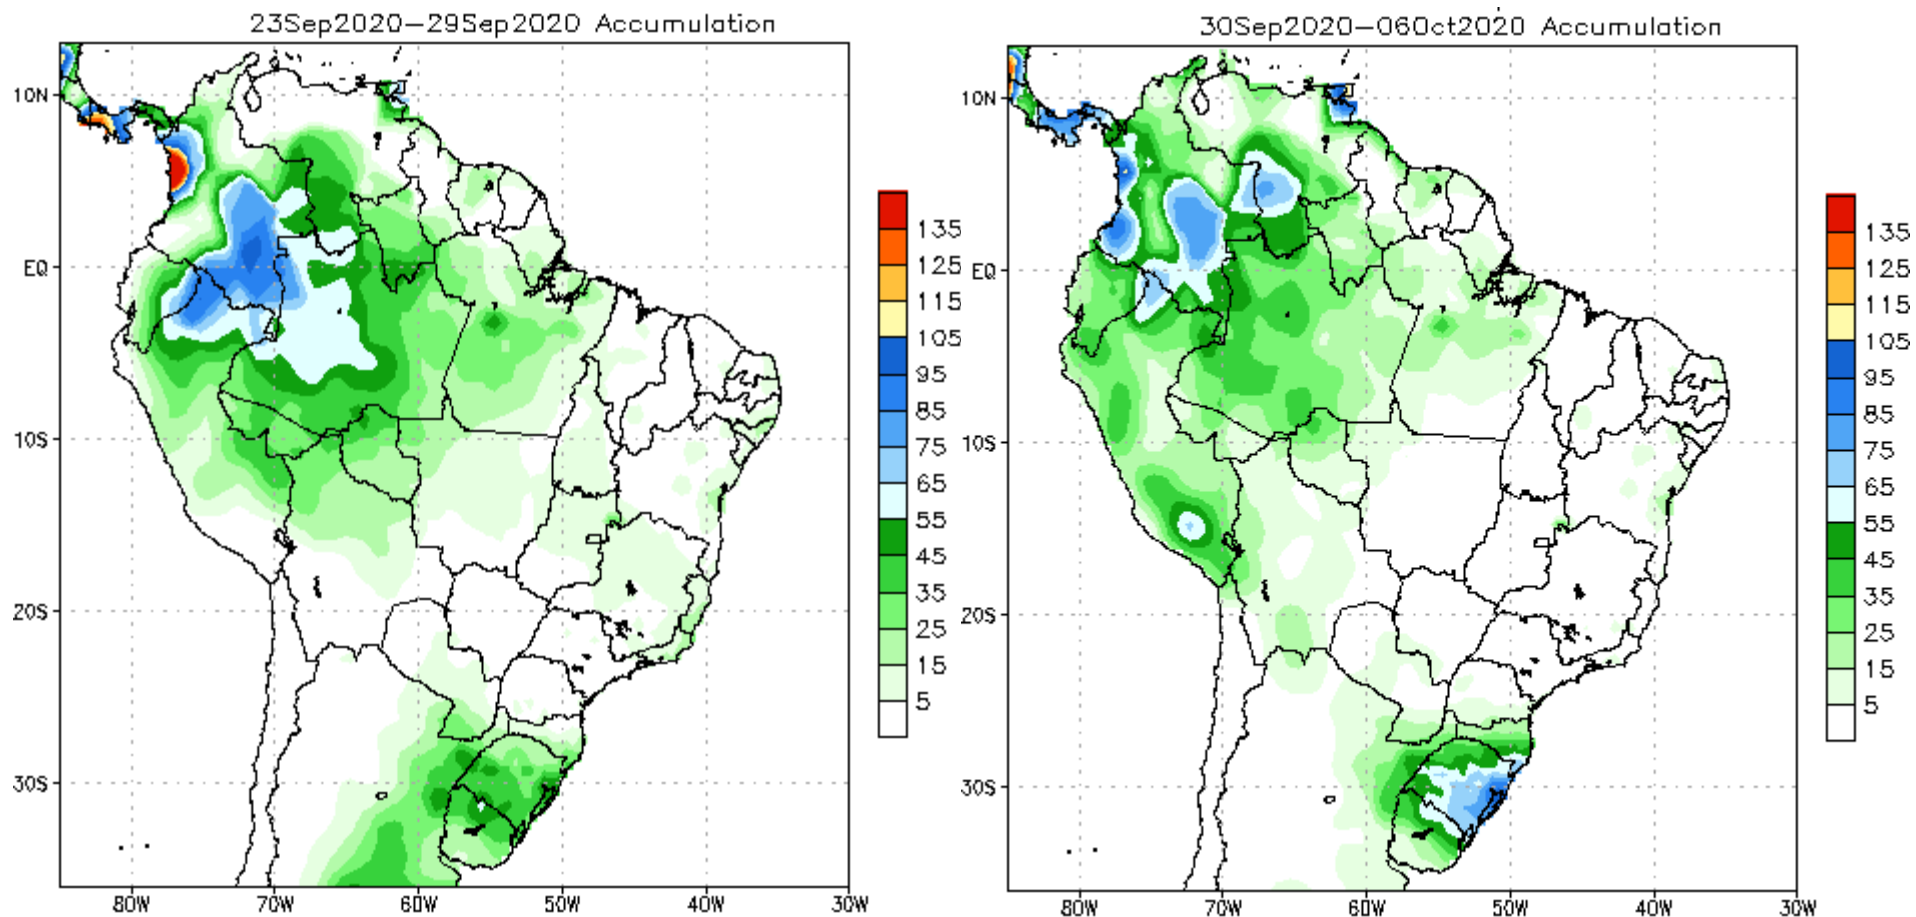 23Sep2020–29Sep2020 Accumulation
10N
EQ
10S
20S
30S
80W 70W 60W 50W 40W 30W
135
125
115
105
95
85
75
65
55
45
35
25
15
5
30Sep2020–06Oct2020 Accumulation
10N
EQ
10S
20S
30S
80W 70W 60W 50W 40W 30W
135
125
115
105
95
85
75
65
55
45
35
25
15
5